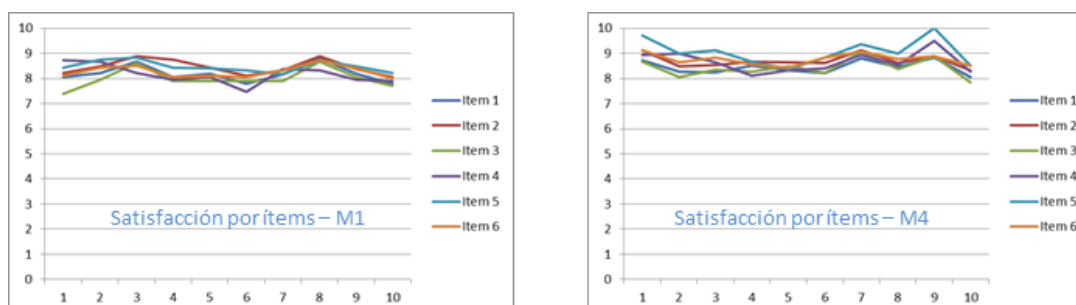 10
9
8
7
6
5
4
3
2
1
0
1 2 3 4 5 6 7 8 9 10
Item 1
Item 2
Item 3
Item 4
Item 5
Item 6
Satisfacción por ítems – M1
10
9
8
7
6
5
4
3
2
1
0
1 2 3 4 5 6 7 8 9 10
Item 1
Item 2
Item 3
Item 4
Item 5
Item 6
Satisfacción por ítems – M4